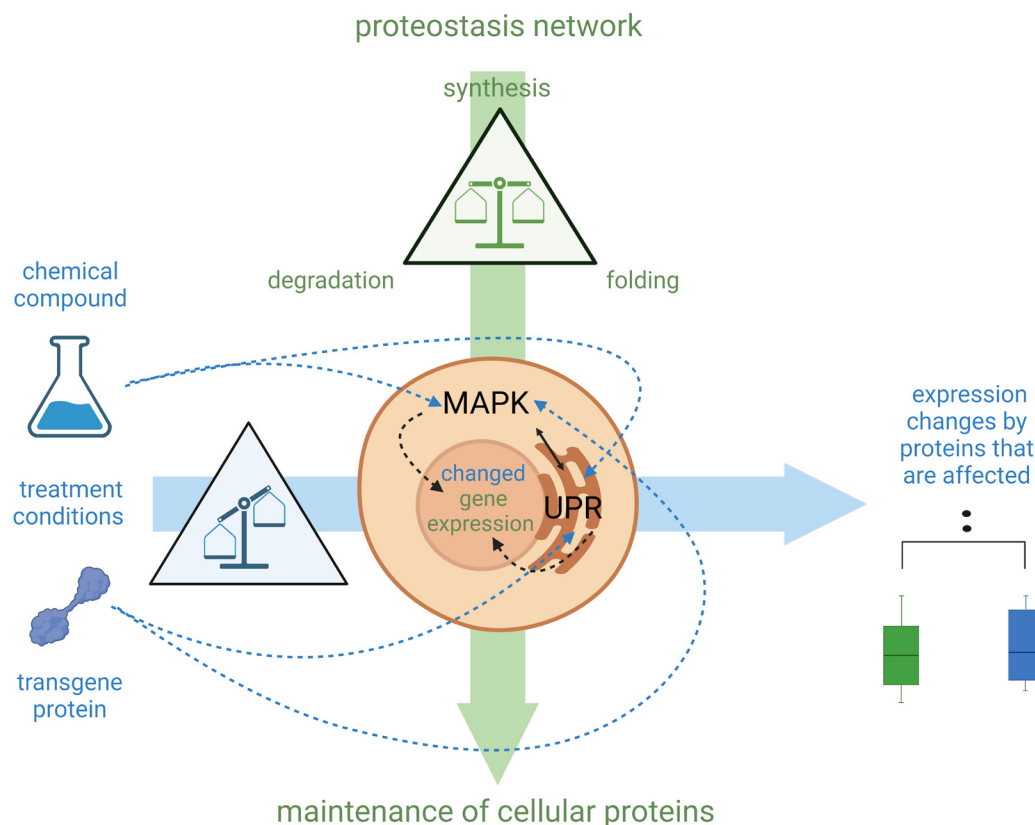 proteostasis network
synthesis
degradation
folding
chemical
compound
treatment
conditions
transgene
protein
MAPK
changed
gene
expression
UPR
expression
changes by
proteins that
are affected
:
maintenance of cellular proteins